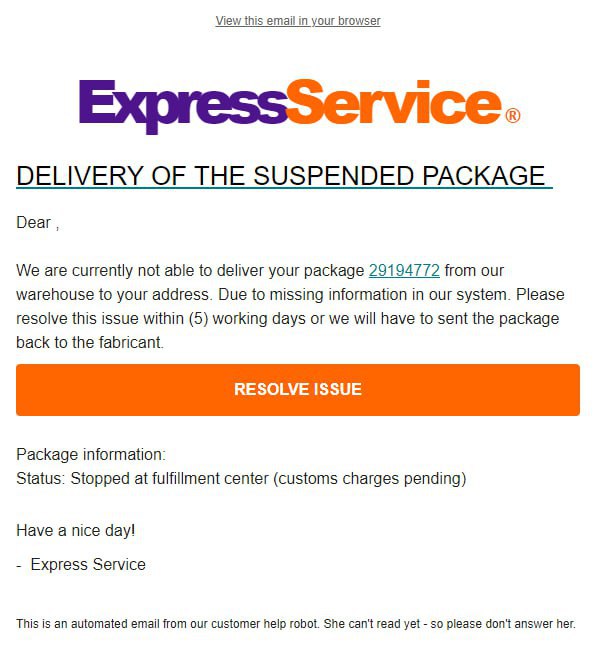 View this email in your browser
ExpressService®
DELIVERY OF THE SUSPENDED PACKAGE
Dear ,
We are currently not able to deliver your package 29194772 from our
warehouse to your address. Due to missing information in our system. Please
resolve this issue within (5) working days or we will have to sent the package
back to the fabricant.
RESOLVE ISSUE
Package information:
Status: Stopped at fulfillment center (customs charges pending)
Have a nice day!
- Express Service
This is an automated email from our customer help robot. She can't read yet - so please don't answer her.